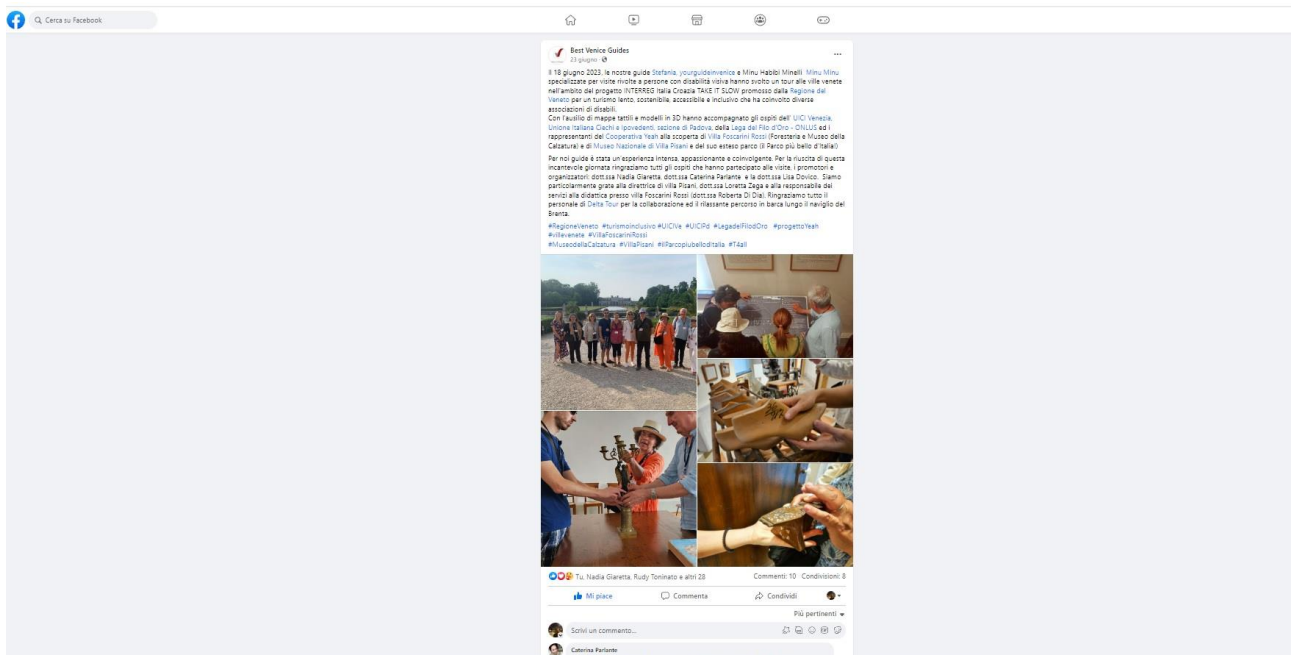 Cerca su Facebook
Best Venice Guides
23 giugno
Il 18 giugno 2023, le nostre guide Stefania, yourguideinvenice e Minu Habibi Minelli Minu Minu
specializzate per visite rivolte a persone con disabilità visiva hanno svolto un tour alle ville venete
nell'ambito del progetto INTERREG Italia Croazia TAKE IT SLOW promosso dalla Regione del
Veneto per un turismo lento, sostenibile, accessibile e inclusivo che ha coinvolto diverse
associazioni di disabili.
Con l'ausilio di mappe tattili e modelli in 3D hanno accompagnato gli ospiti dell' UICI Venezia,
Unione Italiana Ciechi e Ipovedenti, sezione di Padova, della Lega del Filo d'Oro - ONLUS ed i
rappresentanti del Cooperativa Yeah alla scoperta di Villa Foscarini Rossi (Foresteria e Museo della
Calzatura) e di Museo Nazionale di Villa Pisani e del suo esteso parco (il Parco più bello d'Italia!)
Per noi guide è stata un'esperienza intensa, appassionante e coinvolgente. Per la riuscita di questa
incantevole giornata ringraziamo tutti gli ospiti che hanno partecipato alle visite, i promotori e
organizzatori: dott.ssa Nadia Giaretta, dott.ssa Caterina Parlante e la dott.ssa Lisa Dovico. Siamo
particolarmente grate alla direttrice di villa Pisani, dott.ssa Loretta Zega e alla responsabile dei
servizi alla didattica presso villa Foscarini Rossi (dott.ssa Roberta Di Dia). Ringraziamo tutto il
personale di Delta Tour per la collaborazione ed il rilassante percorso in barca lungo il naviglio del
Brenta.
#RegioneVeneto #turismoinclusivo #UICIVe #UICIPd #LegadelFilodOro #progettoYeah
#villevenete #VillaFoscariniRossi
#MuseodellaCalzatura #VillaPisani #ilParcopiubelloditalia #T4all
Tu, Nadia Giaretta, Rudy Toninato e altri 28
Commenti: 10 Condivisioni: 8
Mi piace Commenta Condividi
Più pertinenti
Scrivi un commento...
Caterina Parlante